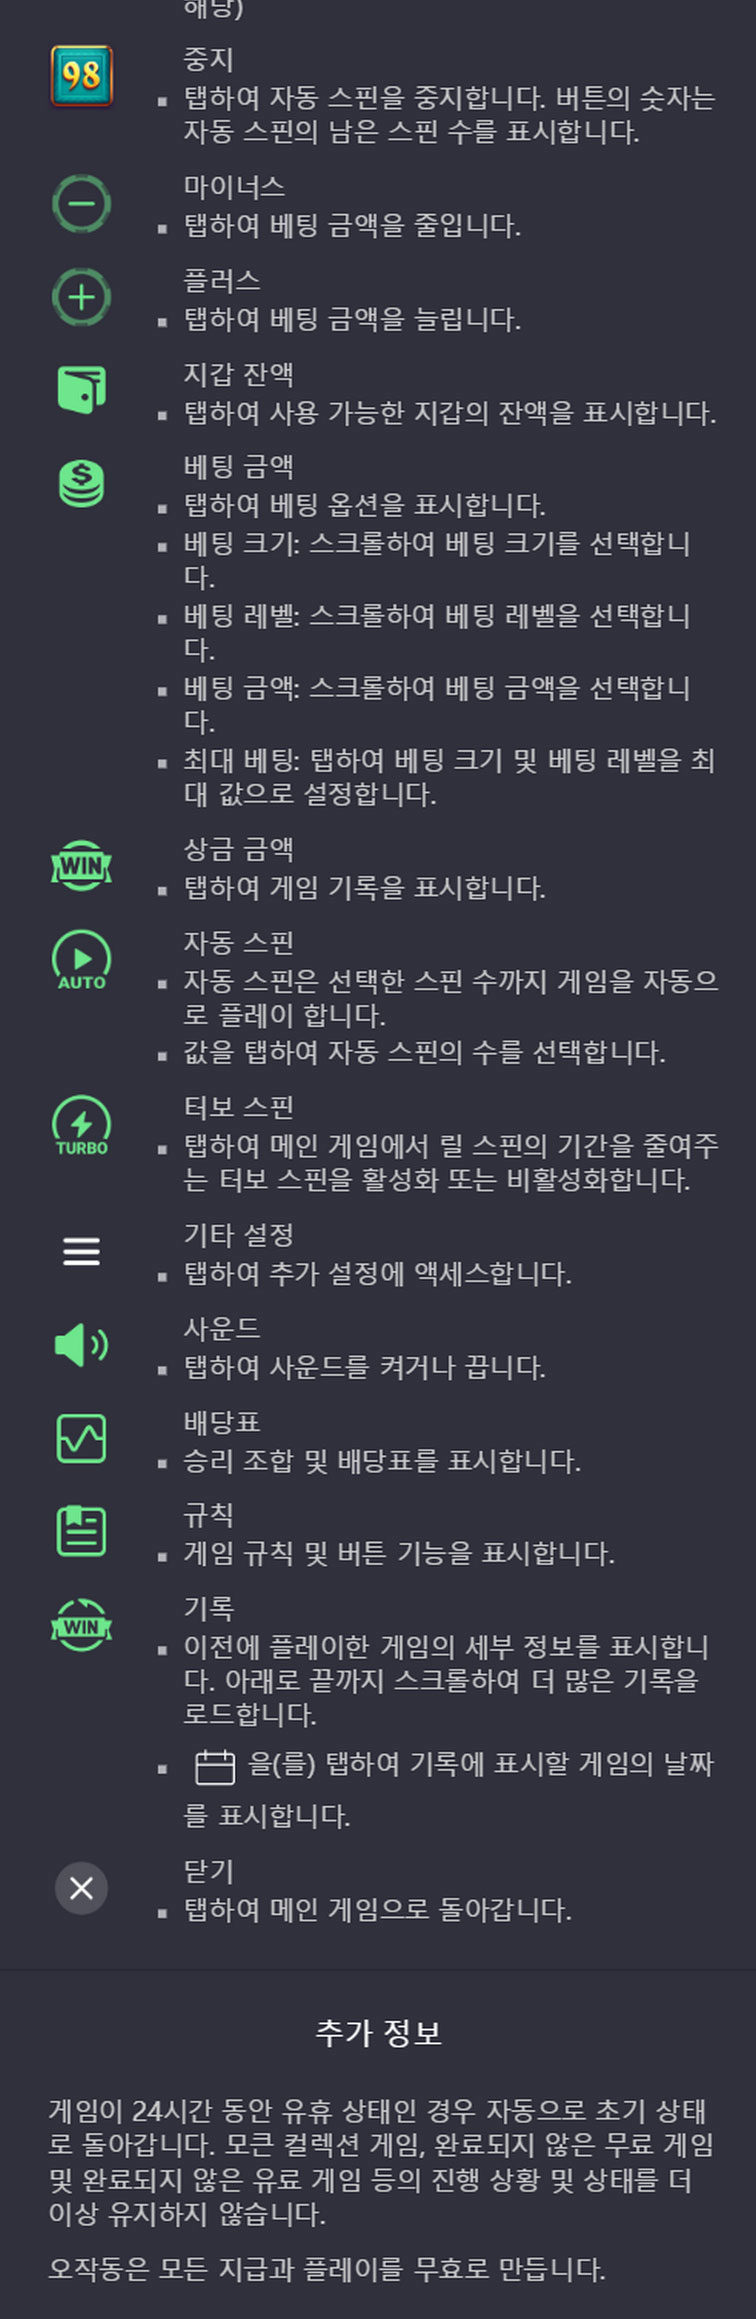 해당)
98
중지
탭하여 자동 스핀을 중지합니다. 버튼의 숫자는
자동 스핀의 남은 스핀 수를 표시합니다.
마이너스
탭하여 베팅 금액을 줄입니다.
플러스
탭하여 베팅 금액을 늘립니다.
지갑 잔액
탭하여 사용 가능한 지갑의 잔액을 표시합니다.
베팅 금액
탭하여 베팅 옵션을 표시합니다.
베팅 크기: 스크롤하여 베팅 크기를 선택합니
다.
베팅 레벨: 스크롤하여 베팅 레벨을 선택합니
다.
베팅 금액: 스크롤하여 베팅 금액을 선택합니
다.
최대 베팅: 탭하여 베팅 크기 및 베팅 레벨을 최
대 값으로 설정합니다.
WIN
상금 금액
탭하여 게임 기록을 표시합니다.
AUTO
자동 스핀
자동 스핀은 선택한 스핀 수까지 게임을 자동으
로 플레이 합니다.
값을 탭하여 자동 스핀의 수를 선택합니다.
TURBO
터보 스핀
탭하여 메인 게임에서 릴 스핀의 기간을 줄여주
는 터보 스핀을 활성화 또는 비활성화합니다.
기타 설정
탭하여 추가 설정에 액세스합니다.
사운드
탭하여 사운드를 켜거나 끕니다.
배당표
승리 조합 및 배당표를 표시합니다.
규칙
게임 규칙 및 버튼 기능을 표시합니다.
WIN
기록
이전에 플레이한 게임의 세부 정보를 표시합니
다. 아래로 끝까지 스크롤하여 더 많은 기록을
로드합니다.
을(를) 탭하여 기록에 표시할 게임의 날짜
를 표시합니다.
닫기
탭하여 메인 게임으로 돌아갑니다.
추가 정보
게임이 24시간 동안 유휴 상태인 경우 자동으로 초기 상태
로 돌아갑니다. 모큰 컬렉션 게임, 완료되지 않은 무료 게임
및 완료되지 않은 유료 게임 등의 진행 상황 및 상태를 더
이상 유지하지 않습니다.
오작동은 모든 지급과 플레이를 무효로 만듭니다.